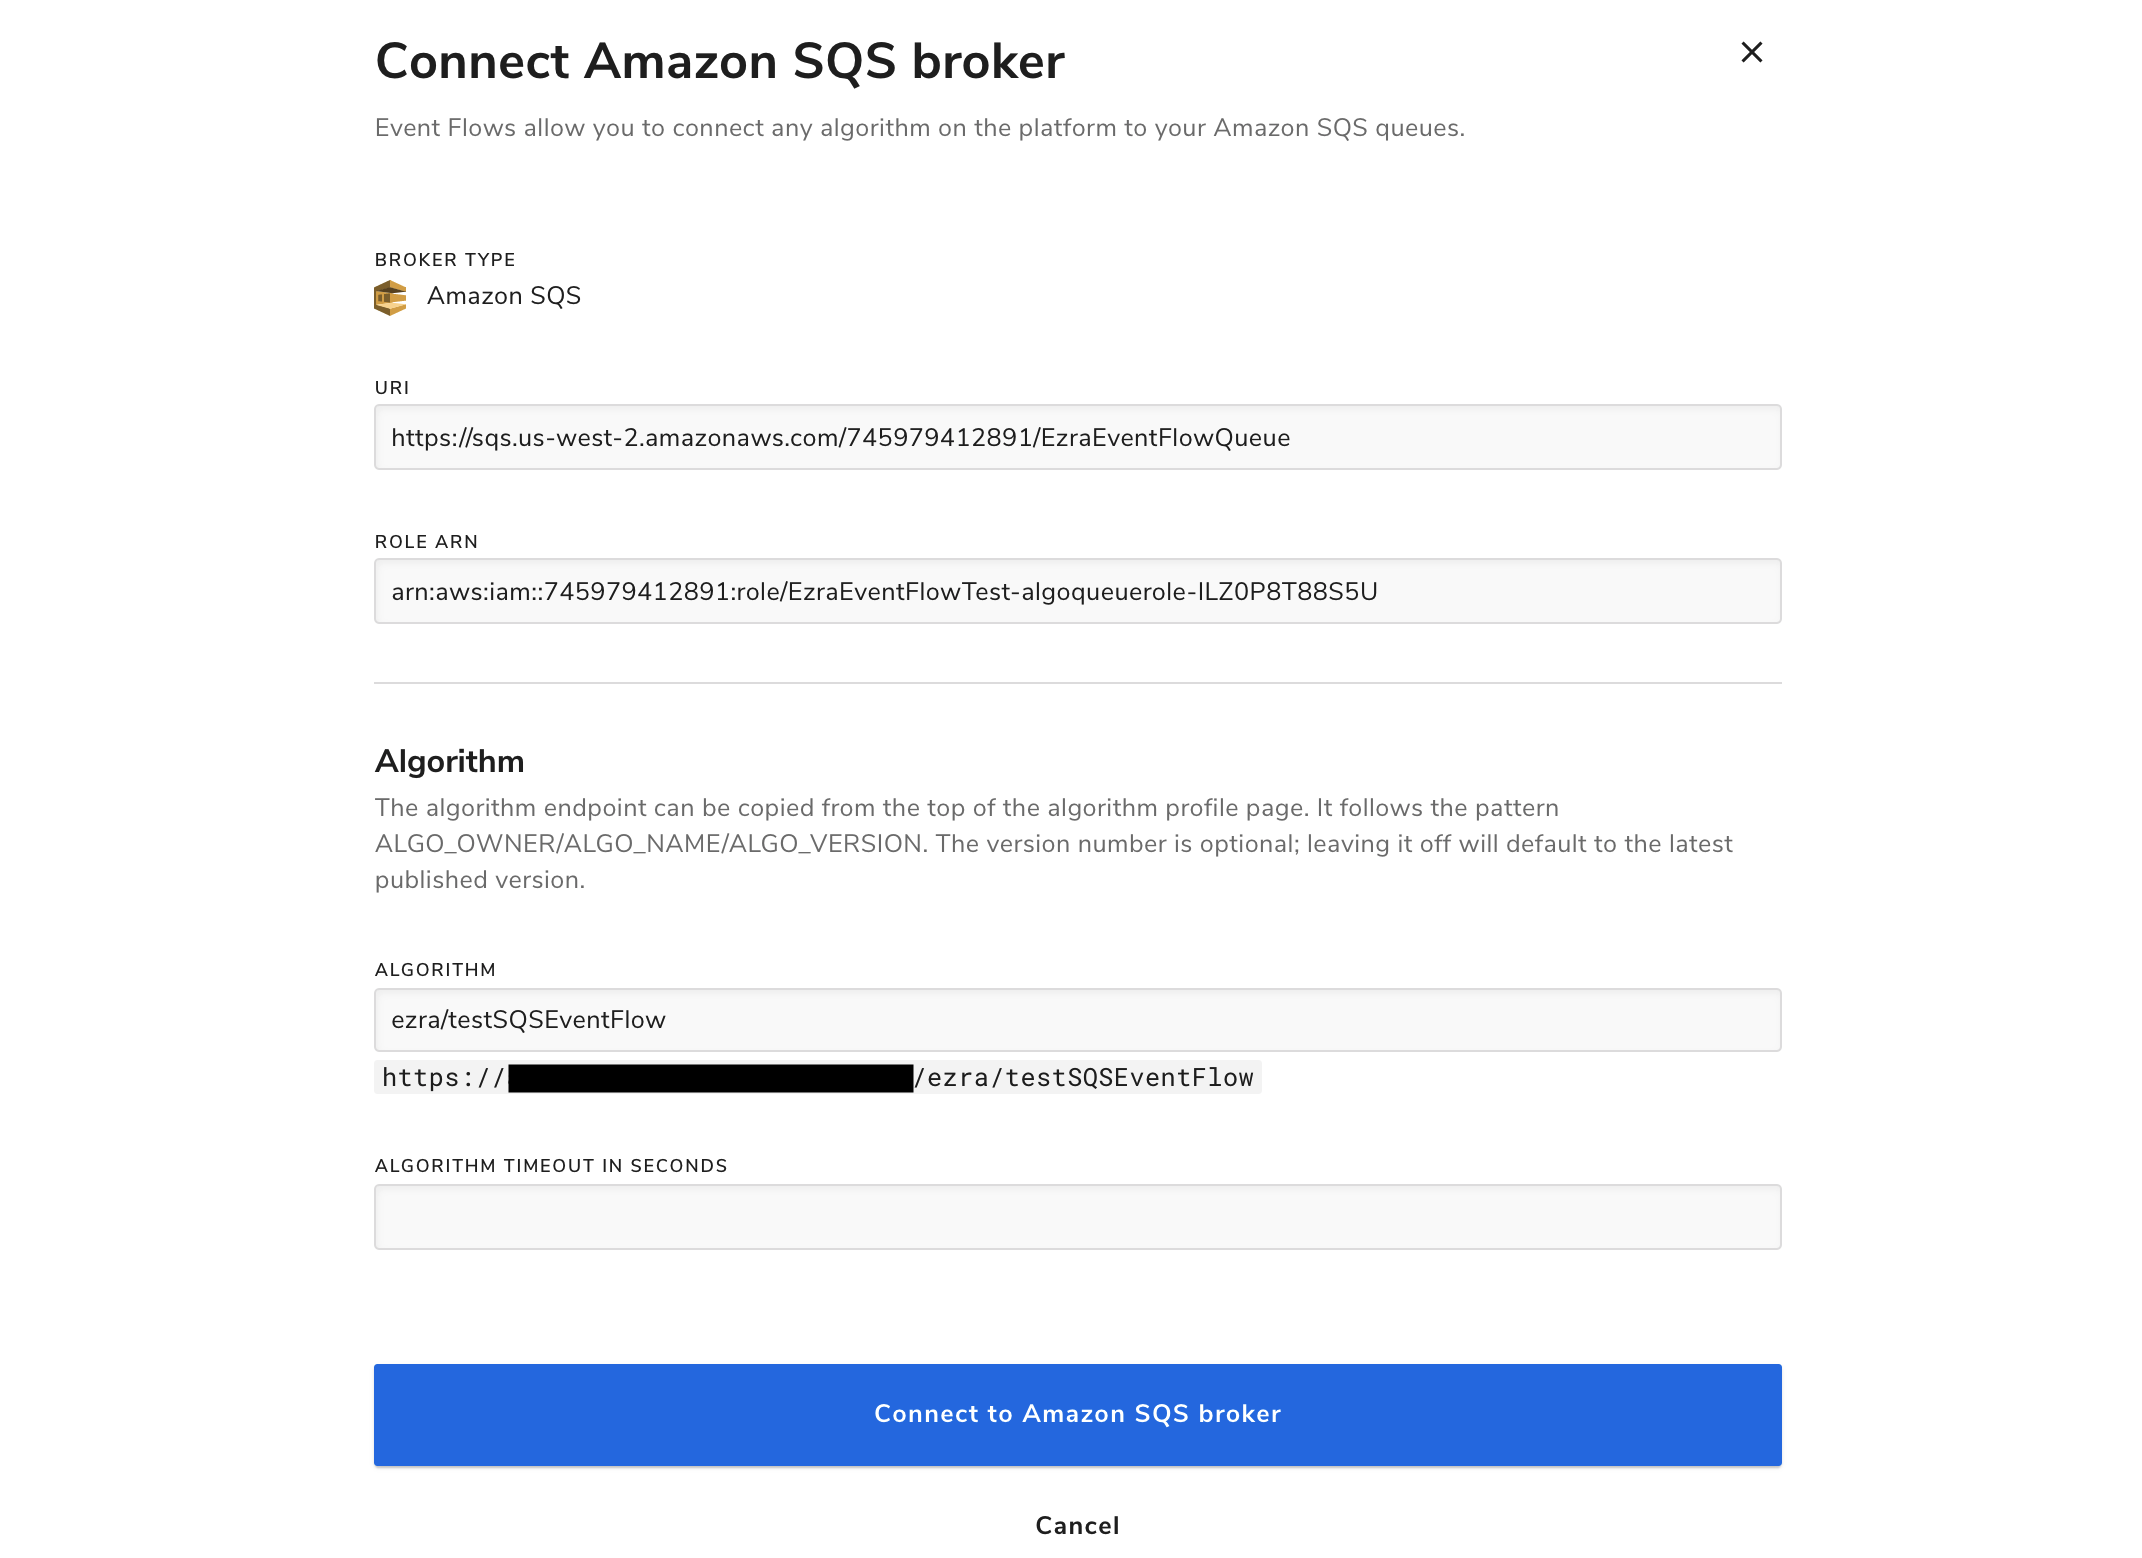 Connect Amazon SQS broker
Event Flows allow you to connect any algorithm on the platform to your Amazon SQS queues.
BROKER TYPE
Amazon SQS
URI
https://sqs.us-west-2.amazonaws.com/745979412891/EzraEventFlowQueue
ROLE ARN
arn:aws:iam::745979412891:role/EzraEventFlowTest-algoqueuerole-ILZ0P8T88S5U
Algorithm
The algorithm endpoint can be copied from the top of the algorithm profile page. It follows the pattern
ALGO_OWNER/ALGO_NAME/ALGO_VERSION. The version number is optional; leaving it off will default to the latest
published version.
ALGORITHM
ezra/testSQSEventFlow
https:// /ezra/testSQSEventFlow
ALGORITHM TIMEOUT IN SECONDS
Connect to Amazon SQS broker
Cancel